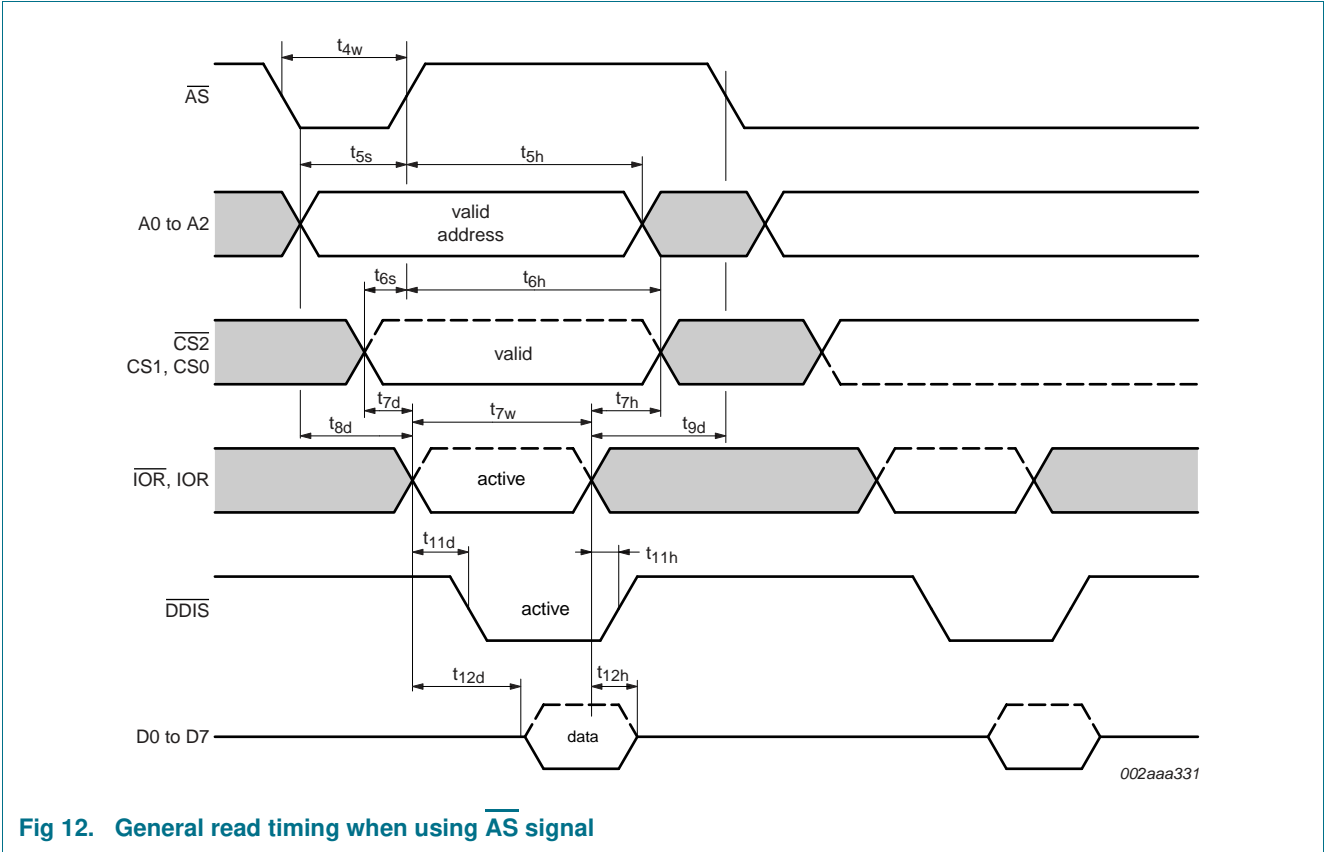 t4w
AS
t5s
t5h
A0 to A2
valid
address
t6s
t6h
CS2
CS1, CS0
valid
t7d
t7w
t7h
t8d
t9d
IOR, IOR
active
t11d
t11h
DDIS
active
t12d
t12h
D0 to D7
data
002aaa331
Fig 12. General read timing when using AS signal